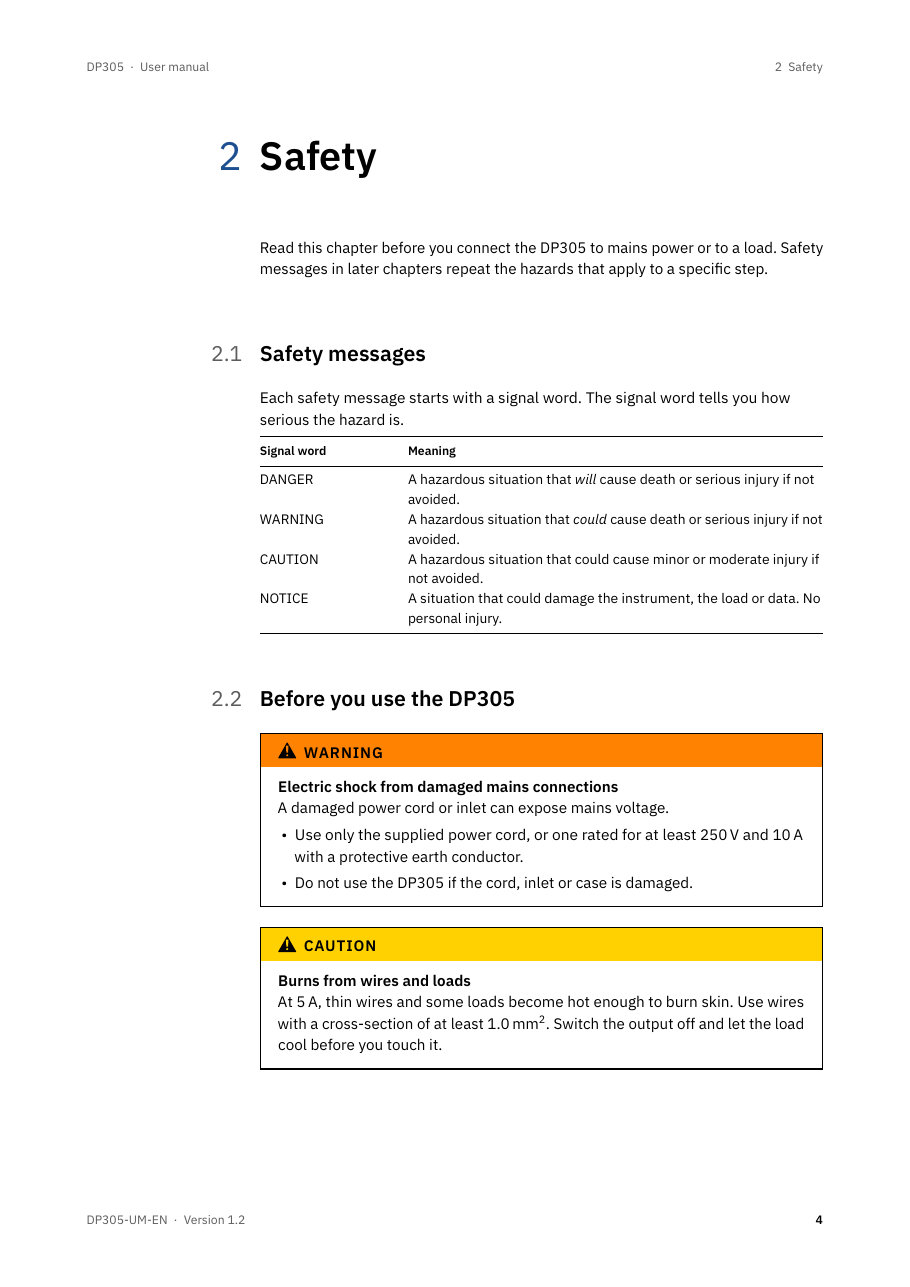 DP305 · User manual
2 Safety
2 Safety
Read this chapter before you connect the DP305 to mains power or to a load. Safety
messages in later chapters repeat the hazards that apply to a specific step.
2.1 Safety messages
Each safety message starts with a signal word. The signal word tells you how
serious the hazard is.
Signal word Meaning
DANGER A hazardous situation that will cause death or serious injury if not
avoided.
WARNING A hazardous situation that could cause death or serious injury if not
avoided.
CAUTION A hazardous situation that could cause minor or moderate injury if
not avoided.
NOTICE A situation that could damage the instrument, the load or data. No
personal injury.
2.2 Before you use the DP305
WARNING
Electric shock from damaged mains connections
A damaged power cord or inlet can expose mains voltage.
• Use only the supplied power cord, or one rated for at least 250 V and 10 A
with a protective earth conductor.
• Do not use the DP305 if the cord, inlet or case is damaged.
CAUTION
Burns from wires and loads
At 5 A, thin wires and some loads become hot enough to burn skin. Use wires
with a cross-section of at least 1.0 mm². Switch the output off and let the load
cool before you touch it.
DP305-UM-EN · Version 1.2
4